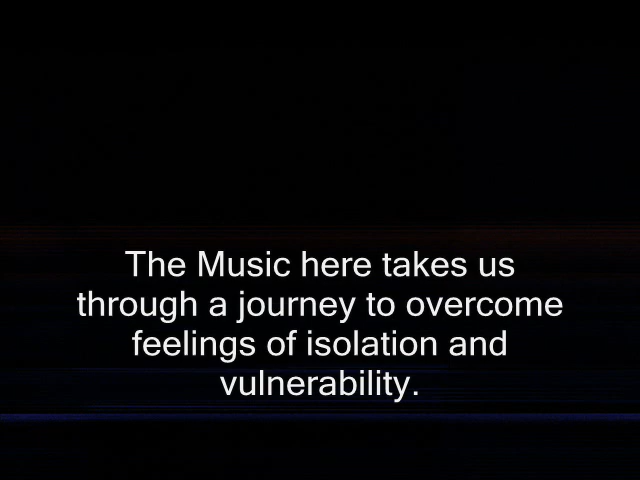 The Music here takes us
through a journey to overcome
feelings of isolation and
vulnerability.